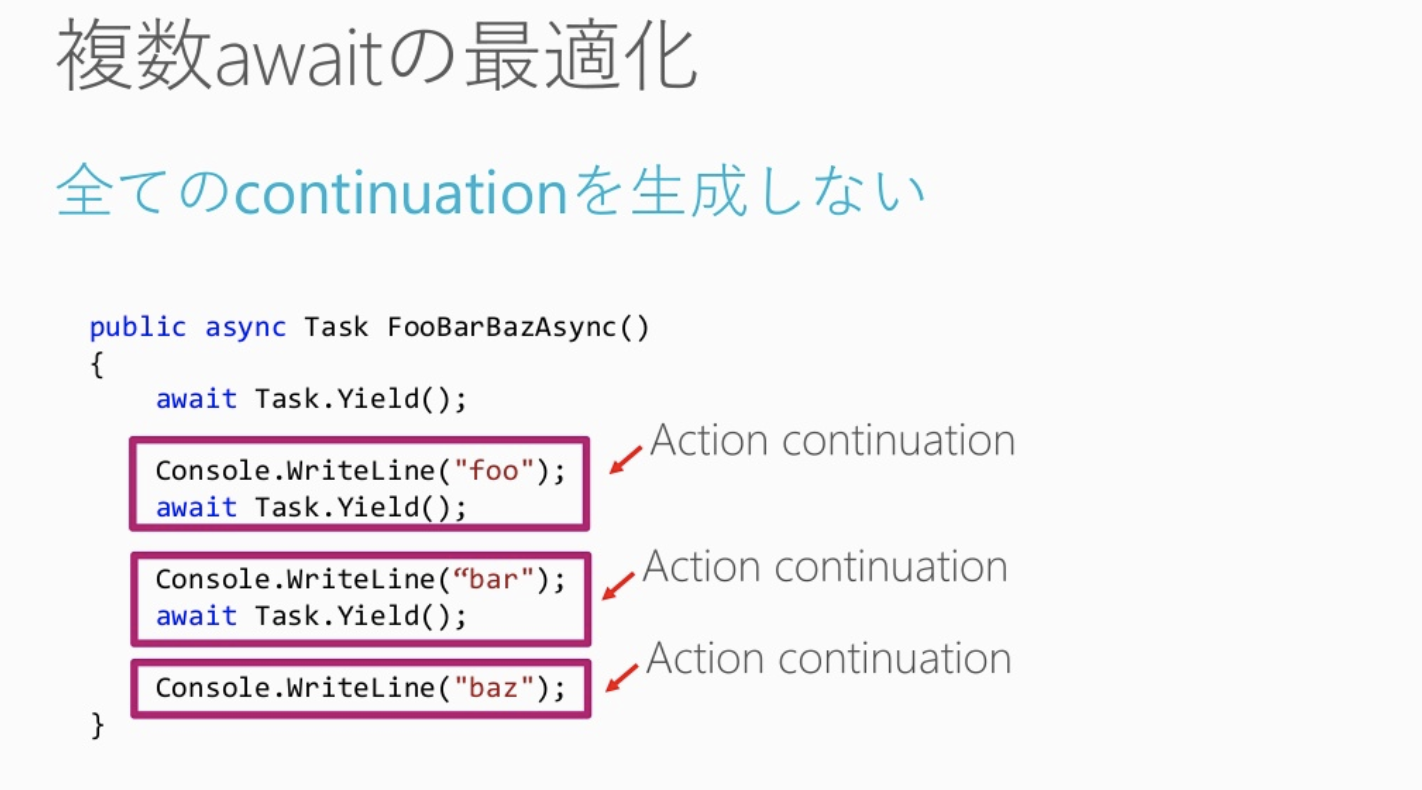 複数awaitの最適化
全てのcontinuationを生成しない
public async Task FooBarBazAsync()
{
await Task.Yield();
Action continuation
Console.WriteLine("foo");
await Task.Yield();
Action continuation
Console.WriteLine(“bar");
await Task.Yield();
Action continuation
Console.WriteLine("baz");
}